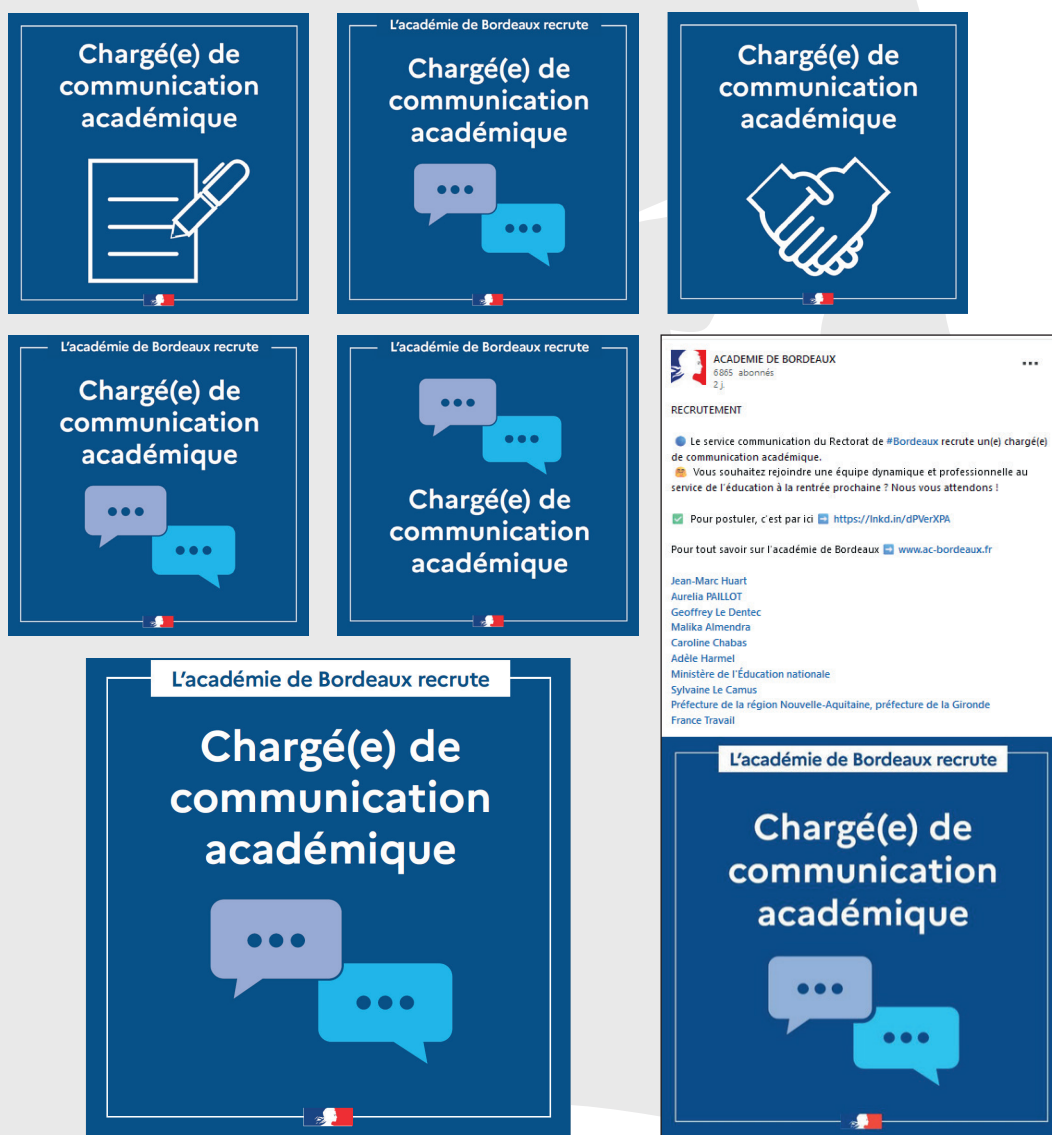 Chargé(e) de
communication
académique
L'académie de Bordeaux recrute
Chargé(e) de
communication
académique
Chargé(e) de
communication
académique
L'académie de Bordeaux recrute
Chargé(e) de
communication
académique
L'académie de Bordeaux recrute
Chargé(e) de
communication
académique
ACADEMIE DE BORDEAUX
6865 abonnés
2 j.
RECRUTEMENT
Le service communication du Rectorat de #Bordeaux recrute un(e) chargé(e)
de communication académique.
Vous souhaitez rejoindre une équipe dynamique et professionnelle au
service de l'éducation à la rentrée prochaine ? Nous vous attendons !
Pour postuler, c'est par ici ➡ https://lnkd.in/dPVerXPA
Pour tout savoir sur l'académie de Bordeaux ➡ www.ac-bordeaux.fr
Jean-Marc Huart
Aurelia PAILLOT
Geoffrey Le Dentec
Malika Almendra
Caroline Chabas
Adèle Harmel
Ministère de l'Éducation nationale
Sylvaine Le Camus
Préfecture de la région Nouvelle-Aquitaine, préfecture de la Gironde
France Travail
L'académie de Bordeaux recrute
Chargé(e) de
communication
académique
L'académie de Bordeaux recrute
Chargé(e) de
communication
académique